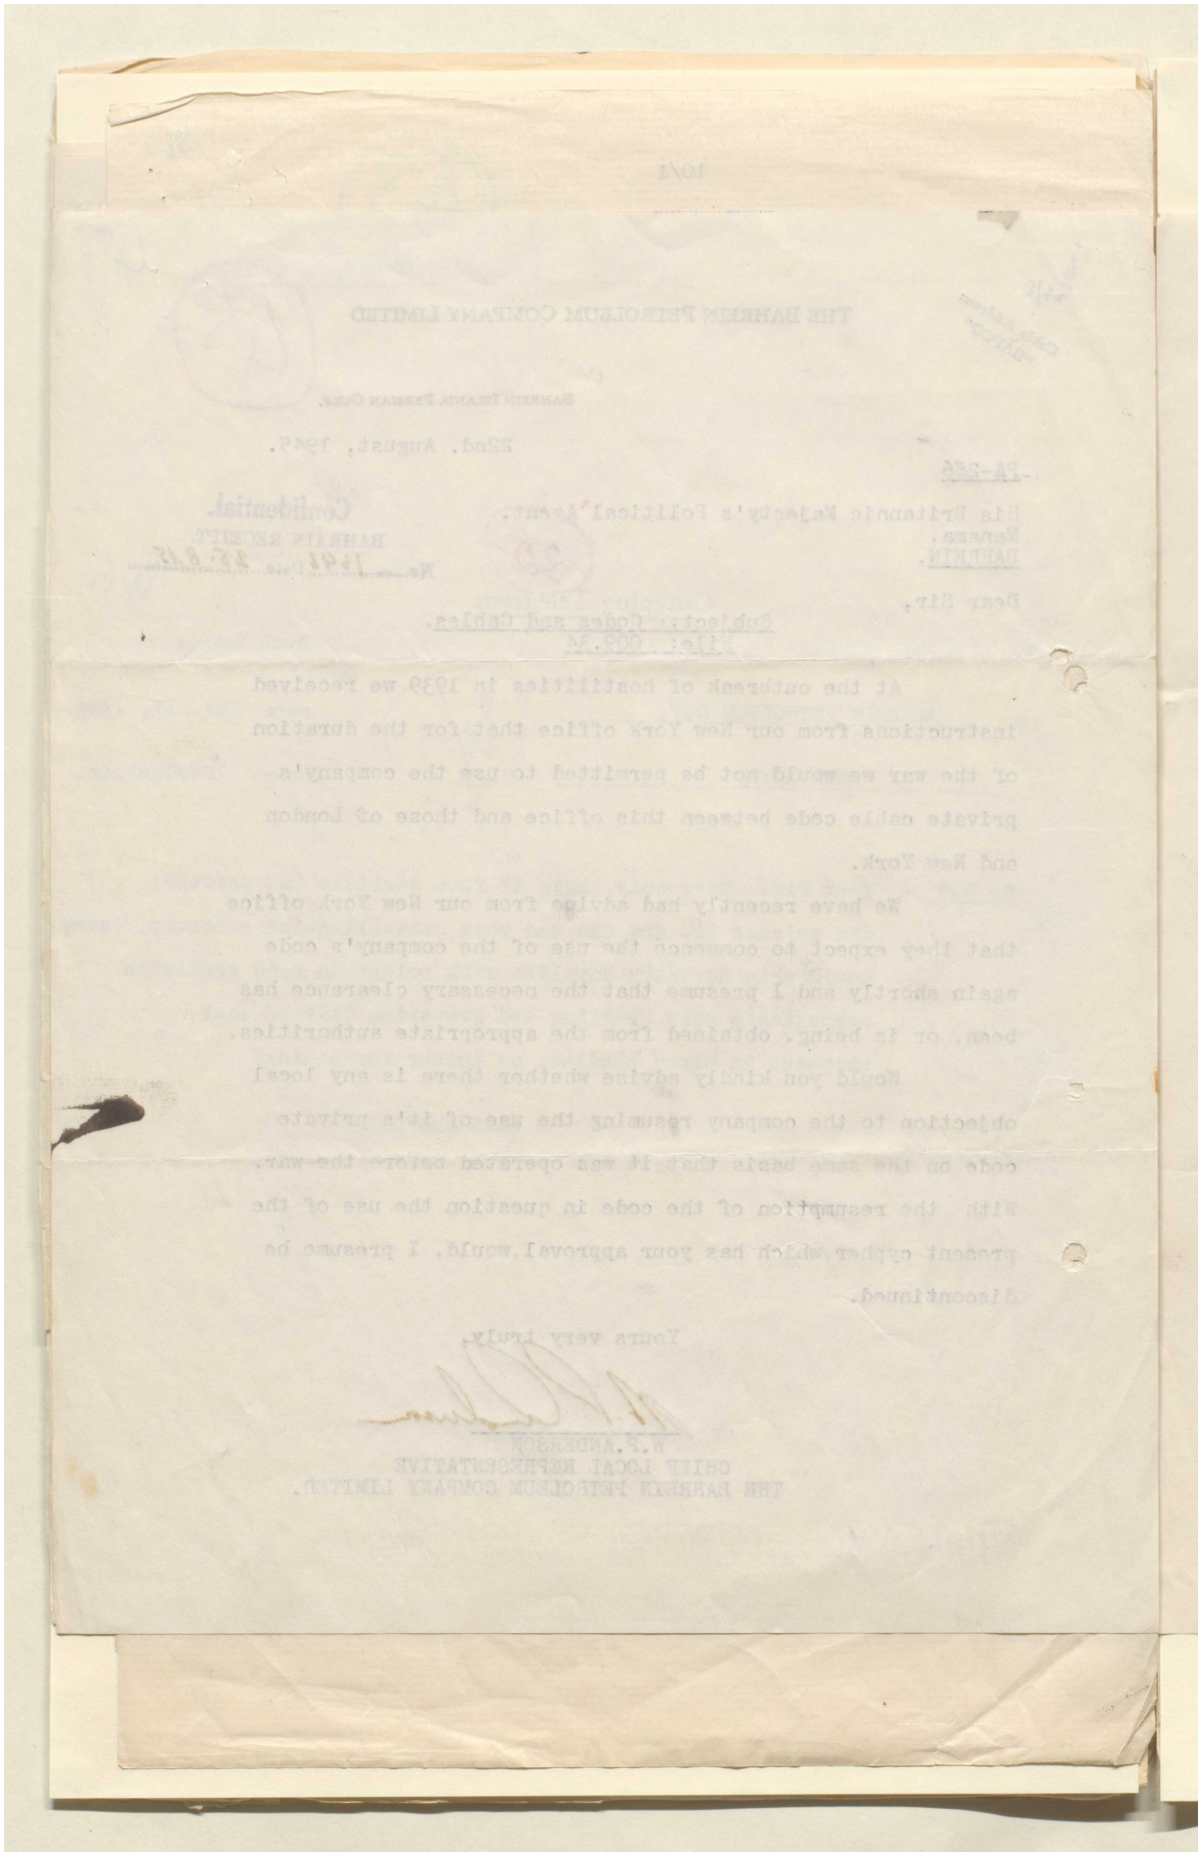 10/1
THE BAHREIN PETROLEUM COMPANY LIMITED
Cable Address
"BAPCO"
BAHREIN ISLAND, PERSIAN GULF.
22nd. August, 1945.
PA-256
Confidential.
BAHRAIN RECEIPT
No. 1392 Date 25.8.45
His Britannic Majesty's Political Agent.
Manama.
BAHREIN.
Dear Sir,
Subject:- Codes and Cables.
File: 009.34
At the outbreak of hostilities in 1939 we received
instructions from our New York office that for the duration
of the war we would not be permitted to use the company's
private cable code between this office and those of London
and New York.
We have recently had advice from our New York office
that they expect to commence the use of the company's code
again shortly and I presume that the necessary clearance has
been, or is being, obtained from the appropriate authorities.
Would you kindly advise whether there is any local
objection to the company resuming the use of it's private
code on the same basis that it was operated before the war.
With the resumption of the code in question the use of the
present cypher, which has your approval, would, I presume be
discontinued.
Yours very truly,
W.P.ANDERSON
CHIEF LOCAL REPRESENTATIVE
THE BAHREIN PETROLEUM COMPANY LIMITED.